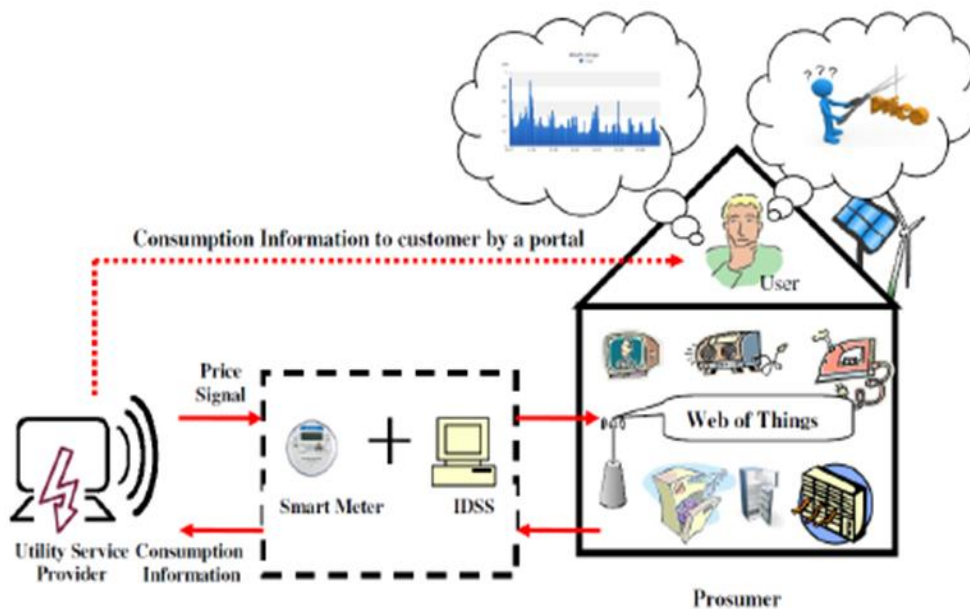 ? ? ?
Consumption Information to customer by a portal
User
Price
Signal
Web of Things
Smart Meter
IDSS
Utility Service
Provider
Consumption
Information
Prosumer